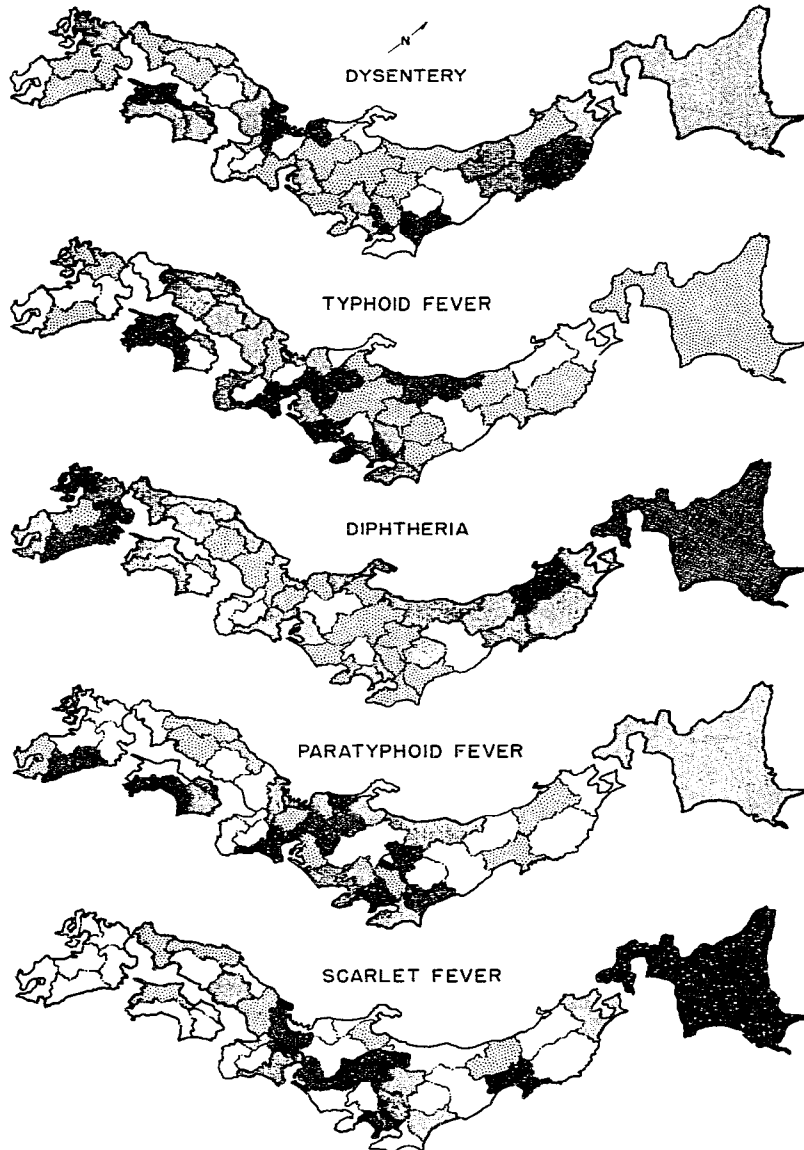 N
DYSENTERY
TYPHOID FEVER
DIPHTHERIA
PARATYPHOID FEVER
SCARLET FEVER